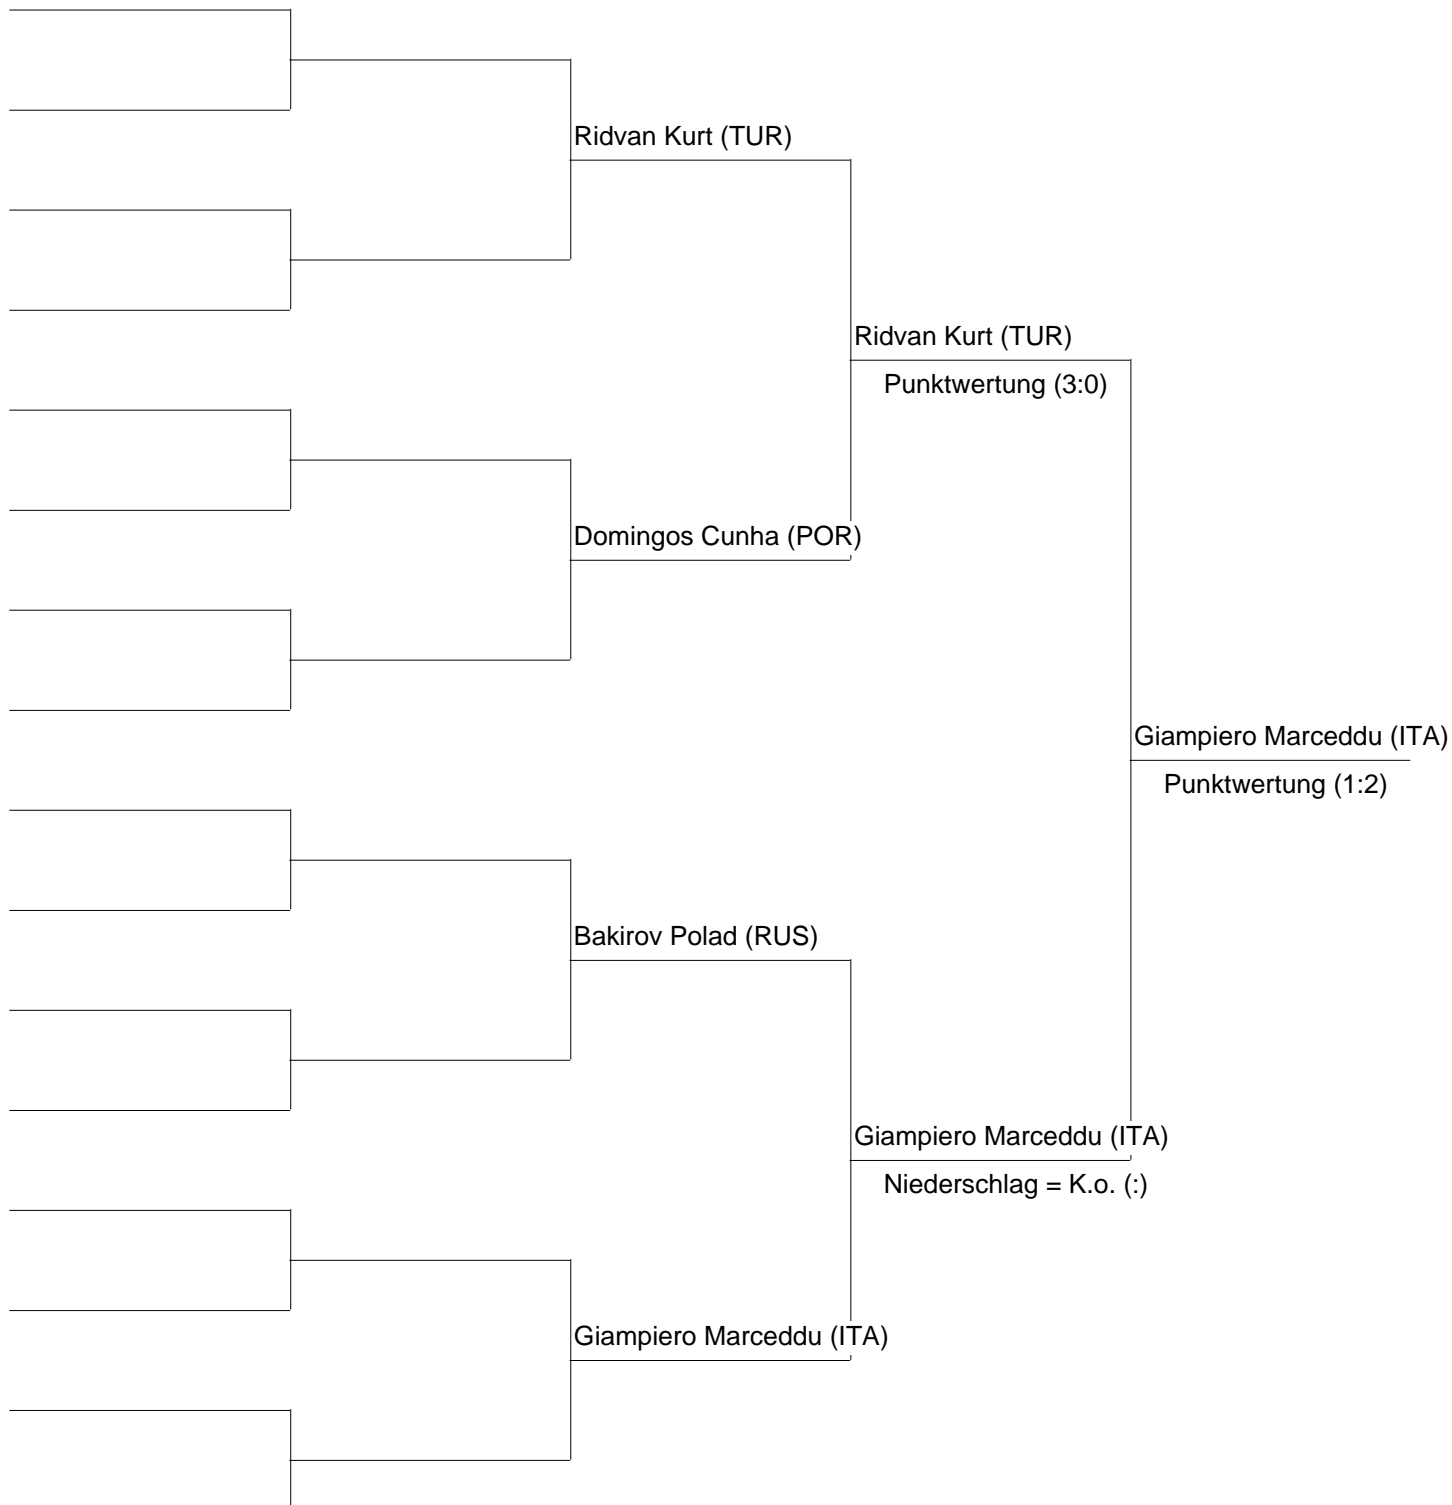 Ridvan Kurt (TUR)
Ridvan Kurt (TUR)
Punktwertung (3:0)
Domingos Cunha (POR)
Giampiero Marceddu (ITA)
Punktwertung (1:2)
Bakirov Polad (RUS)
Giampiero Marceddu (ITA)
Niederschlag = K.o. (:)
Giampiero Marceddu (ITA)